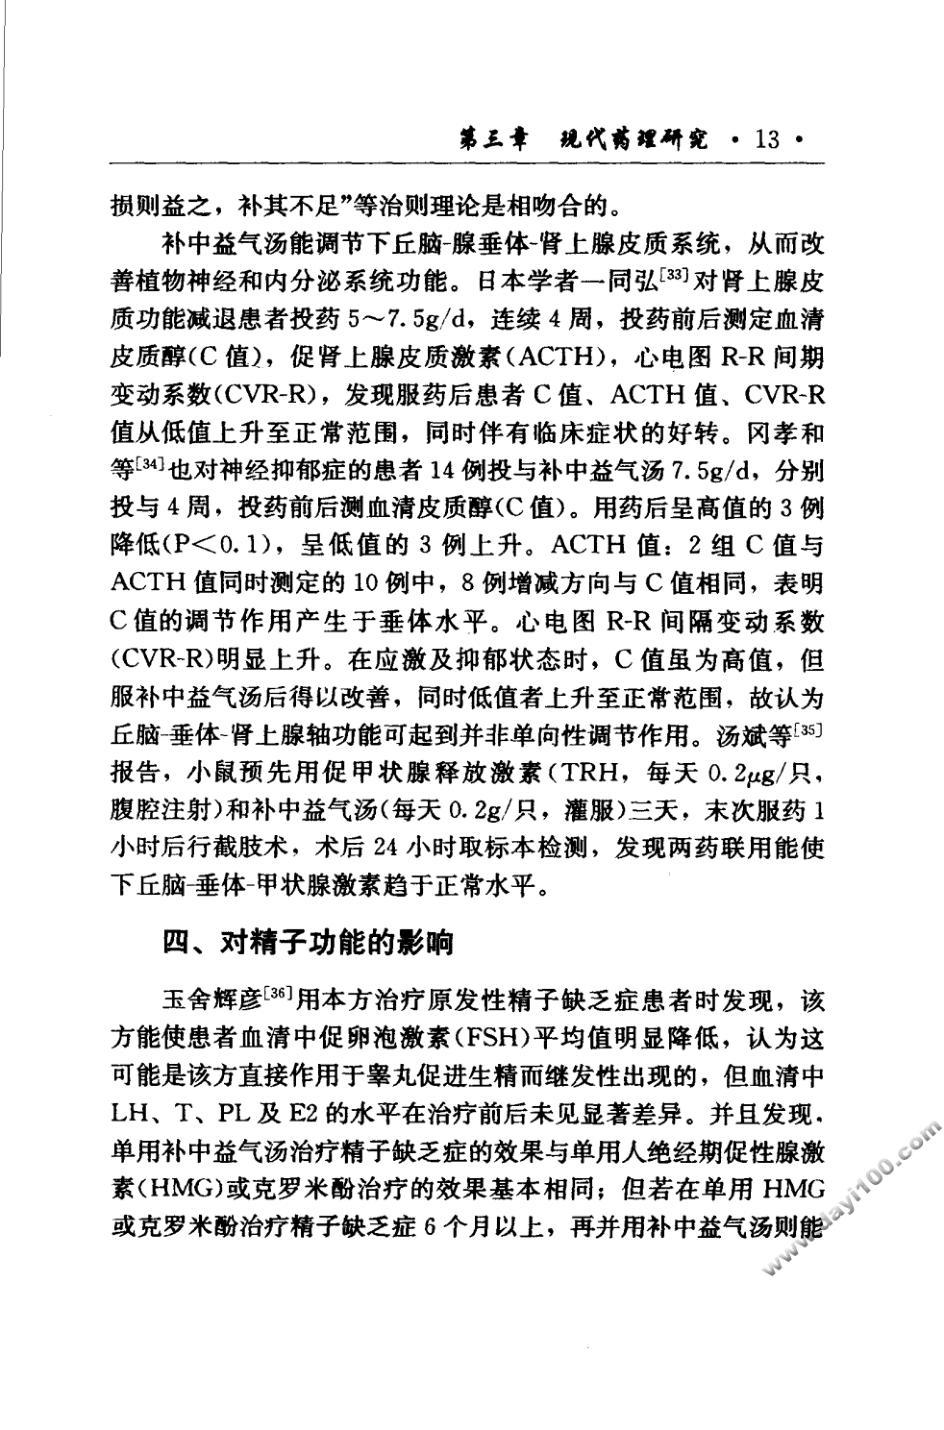 第三章 现代药理研究 · 13 ·
损则益之，补其不足”等治则理论是相吻合的。
补中益气汤能调节下丘脑-腺垂体-肾上腺皮质系统，从而改
善植物神经和内分泌系统功能。日本学者一同弘[33]对肾上腺皮
质功能减退患者投药 5～7.5g/d，连续 4 周，投药前后测定血清
皮质醇(C 值)，促肾上腺皮质激素(ACTH)，心电图 R-R 间期
变动系数(CVR-R)，发现服药后患者 C 值、ACTH 值、CVR-R
值从低值上升至正常范围，同时伴有临床症状的好转。冈孝和
等[34]也对神经抑郁症的患者 14 例投与补中益气汤 7.5g/d，分别
投与 4 周，投药前后测血清皮质醇(C 值)。用药后呈高值的 3 例
降低(P＜0.1)，呈低值的 3 例上升。ACTH 值：2 组 C 值与
ACTH 值同时测定的 10 例中，8 例增减方向与 C 值相同，表明
C 值的调节作用产生于垂体水平。心电图 R-R 间隔变动系数
(CVR-R)明显上升。在应激及抑郁状态时，C 值虽为高值，但
服补中益气汤后得以改善，同时低值者上升至正常范围，故认为
丘脑-垂体-肾上腺轴功能可起到并非单向性调节作用。汤斌等[35]
报告，小鼠预先用促甲状腺释放激素(TRH，每天 0.2μg/只，
腹腔注射)和补中益气汤(每天 0.2g/只，灌服)三天，末次服药 1
小时后行截肢术，术后 24 小时取标本检测，发现两药联用能使
下丘脑-垂体-甲状腺激素趋于正常水平。
四、对精子功能的影响
玉舍辉彦[36]用本方治疗原发性精子缺乏症患者时发现，该
方能使患者血清中促卵泡激素(FSH)平均值明显降低，认为这
可能是该方直接作用于睾丸促进生精而继发性出现的，但血清中
LH、T、PL 及 E2 的水平在治疗前后未见显著差异。并且发现，
单用补中益气汤治疗精子缺乏症的效果与单用人绝经期促性腺激
素(HMG)或克罗米酚治疗的效果基本相同；但若在单用 HMG
或克罗米酚治疗精子缺乏症 6 个月以上，再并用补中益气汤则能
www.dayi100.com